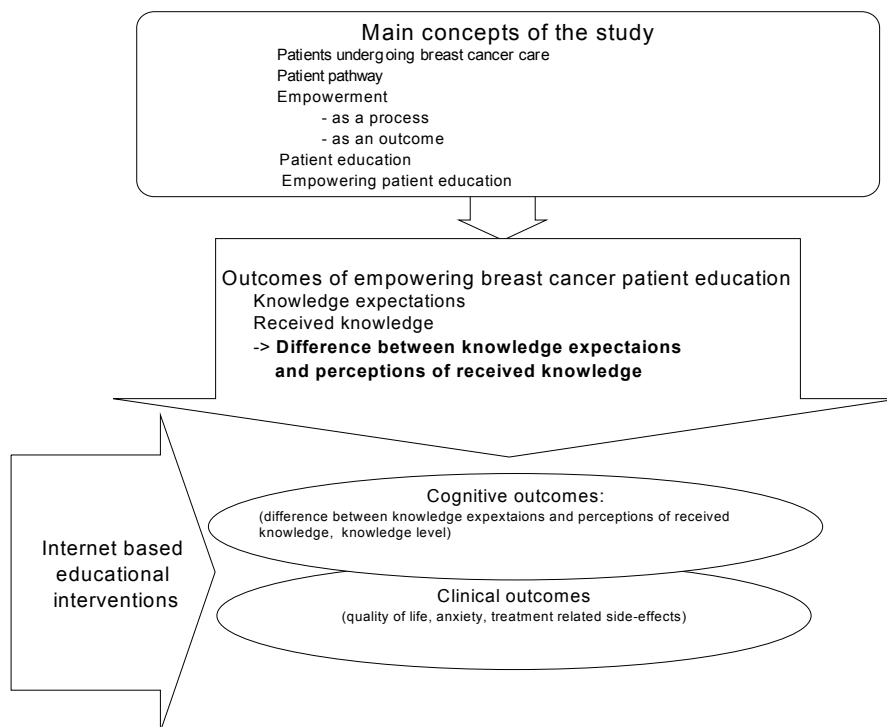 Main concepts of the study
Patients undergoing breast cancer care
Patient pathway
Empowerment
- as a process
- as an outcome
Patient education
Empowering patient education
Outcomes of empowering breast cancer patient education
Knowledge expectations
Received knowledge
-> Difference between knowledge expectaions
and perceptions of received knowledge
Cognitive outcomes:
(difference between knowledge expextaions and perceptions of received
knowledge, knowledge level)
Internet based
educational
interventions
Clinical outcomes
(quality of life, anxiety, treatment related side-effects)